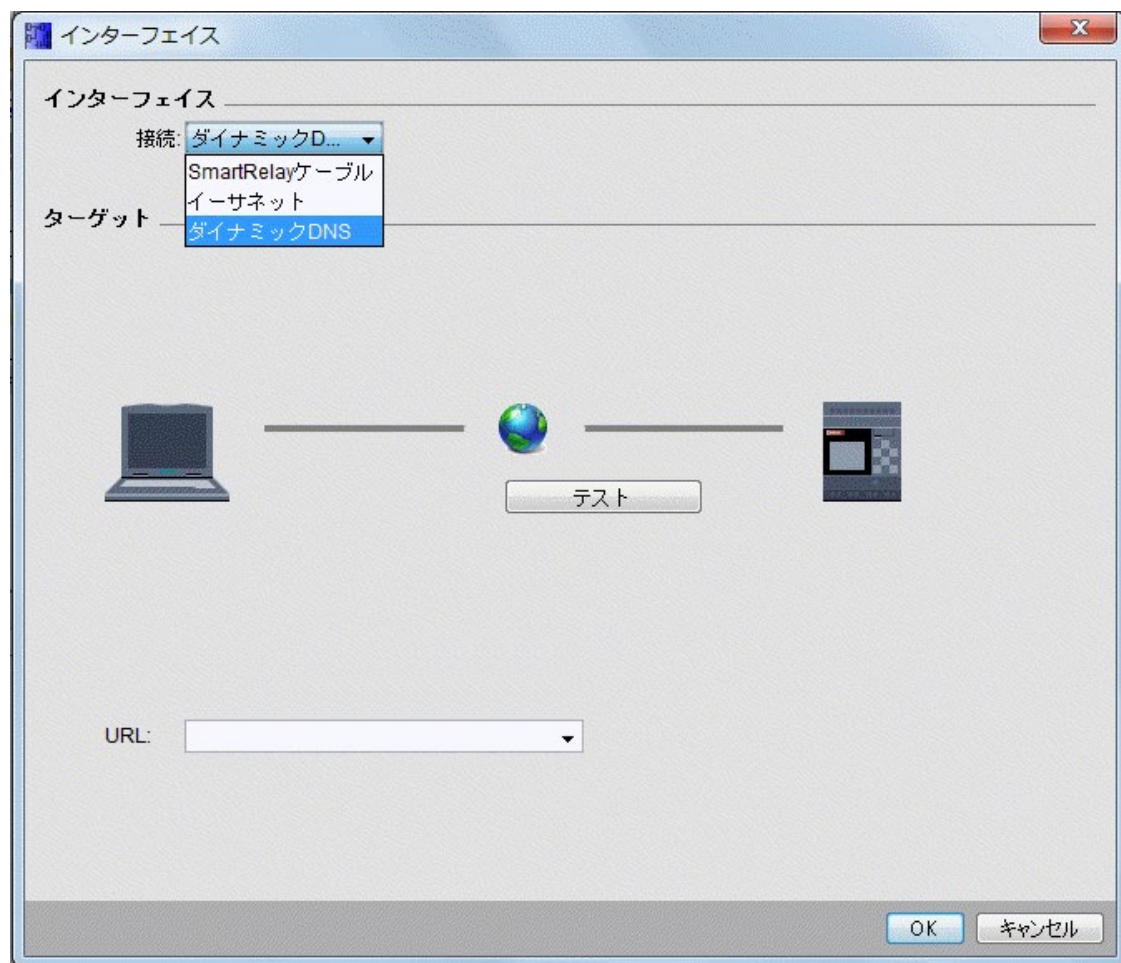 インターフェイス
インターフェイス
接続: ダイナミックD...
SmartRelayケーブル
イーサネット
ターゲット
ダイナミックDNS
テスト
URL:
OK キャンセル